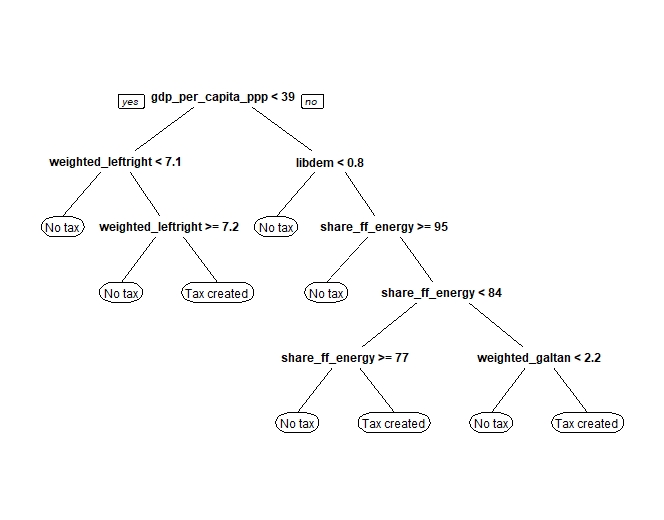 yes gdp_per_capita_ppp < 39 no
weighted_leftright < 7.1 libdem < 0.8
No tax weighted_leftright >= 7.2 No tax share_ff_energy >= 95
No tax Tax created No tax share_ff_energy < 84
share_ff_energy >= 77 weighted_galtan < 2.2
No tax Tax created No tax Tax created